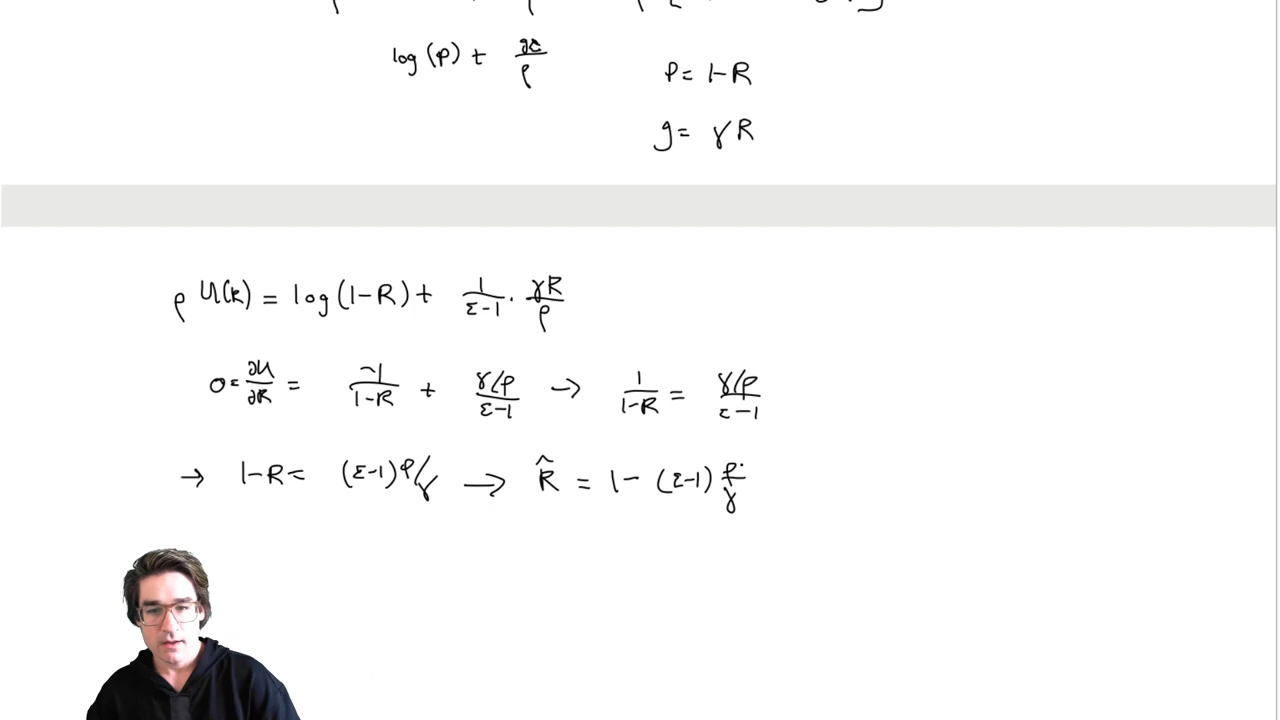 log(P) + gc/ρ
P = 1-R
g = γR
ρ U(R) = log(1-R) + 1/(ε-1) · γR/ρ
0 = ∂U/∂R = -1/(1-R) + (γ/ρ)/(ε-1) → 1/(1-R) = (γ/ρ)/(ε-1)
→ 1-R = (ε-1)ρ/γ → R̂ = 1 - (ε-1) ρ/γ